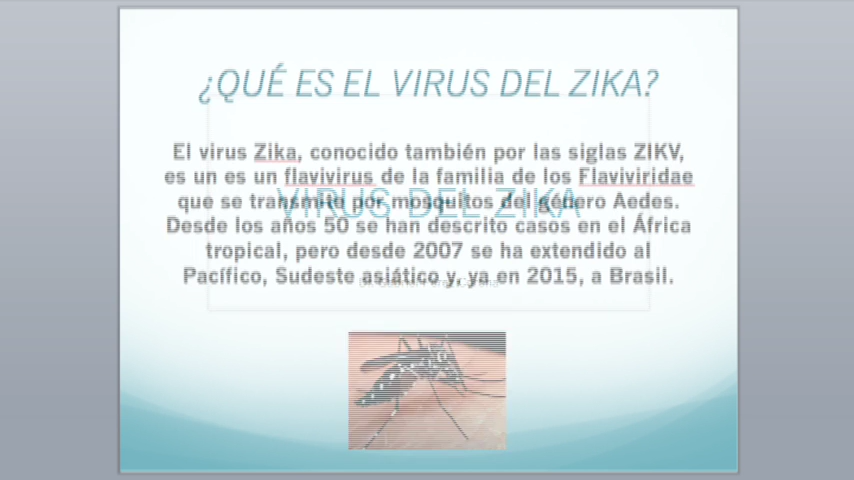 ¿QUÉ ES EL VIRUS DEL ZIKA?
El virus Zika, conocido también por las siglas ZIKV,
es un es un flavivirus de la familia de los Flaviviridae
que se transmite por mosquitos del género Aedes.
VIRUS DEL ZIKA
Desde los años 50 se han descrito casos en el África
tropical, pero desde 2007 se ha extendido al
Pacífico, Sudeste asiático y, ya en 2015, a Brasil.